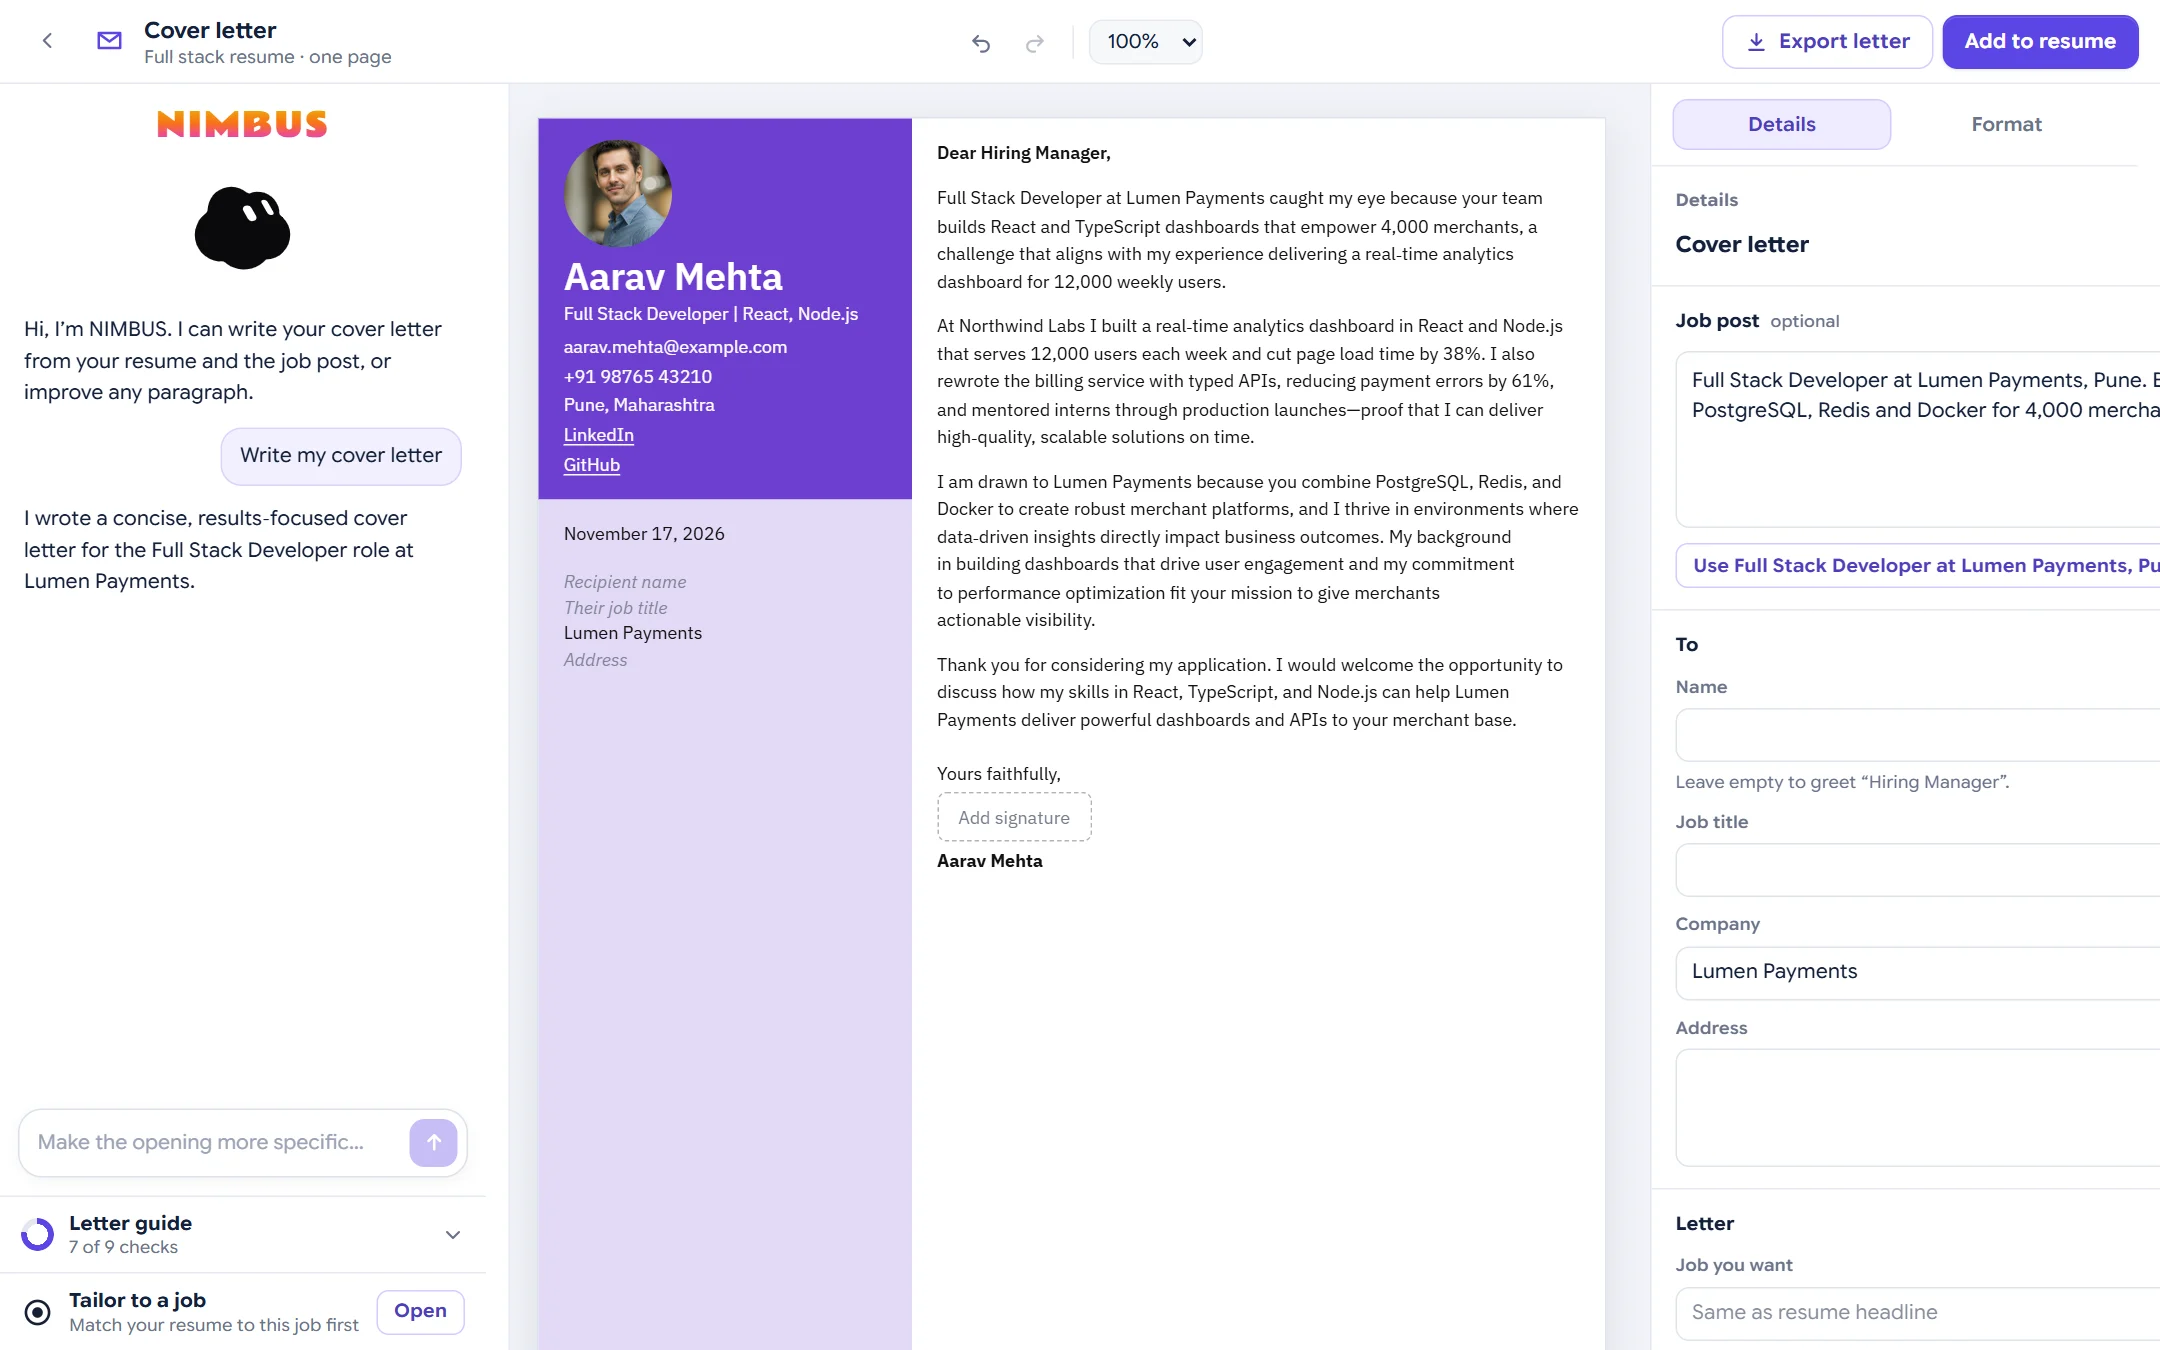 Cover letter
Full stack resume · one page
100%
Export letter
Add to resume
NIMBUS
Hi, I’m NIMBUS. I can write your cover letter
from your resume and the job post, or
improve any paragraph.
Write my cover letter
I wrote a concise, results-focused cover
letter for the Full Stack Developer role at
Lumen Payments.
Make the opening more specific...
Letter guide
7 of 9 checks
Tailor to a job
Match your resume to this job first
Open
Aarav Mehta
Full Stack Developer | React, Node.js
aarav.mehta@example.com
+91 98765 43210
Pune, Maharashtra
LinkedIn
GitHub
November 17, 2026
Recipient name
Their job title
Lumen Payments
Address
Dear Hiring Manager,
Full Stack Developer at Lumen Payments caught my eye because your team
builds React and TypeScript dashboards that empower 4,000 merchants, a
challenge that aligns with my experience delivering a real-time analytics
dashboard for 12,000 weekly users.
At Northwind Labs I built a real-time analytics dashboard in React and Node.js
that serves 12,000 users each week and cut page load time by 38%. I also
rewrote the billing service with typed APIs, reducing payment errors by 61%,
and mentored interns through production launches—proof that I can deliver
high-quality, scalable solutions on time.
I am drawn to Lumen Payments because you combine PostgreSQL, Redis, and
Docker to create robust merchant platforms, and I thrive in environments where
data-driven insights directly impact business outcomes. My background
in building dashboards that drive user engagement and my commitment
to performance optimization fit your mission to give merchants
actionable visibility.
Thank you for considering my application. I would welcome the opportunity to
discuss how my skills in React, TypeScript, and Node.js can help Lumen
Payments deliver powerful dashboards and APIs to your merchant base.
Yours faithfully,
Add signature
Aarav Mehta
Details
Format
Details
Cover letter
Job post optional
Full Stack Developer at Lumen Payments, Pune.
PostgreSQL, Redis and Docker for 4,000
Use Full Stack Developer at Lumen Payments,
To
Name
Leave empty to greet “Hiring Manager”.
Job title
Company
Lumen Payments
Address
Letter
Job you want
Same as resume headline